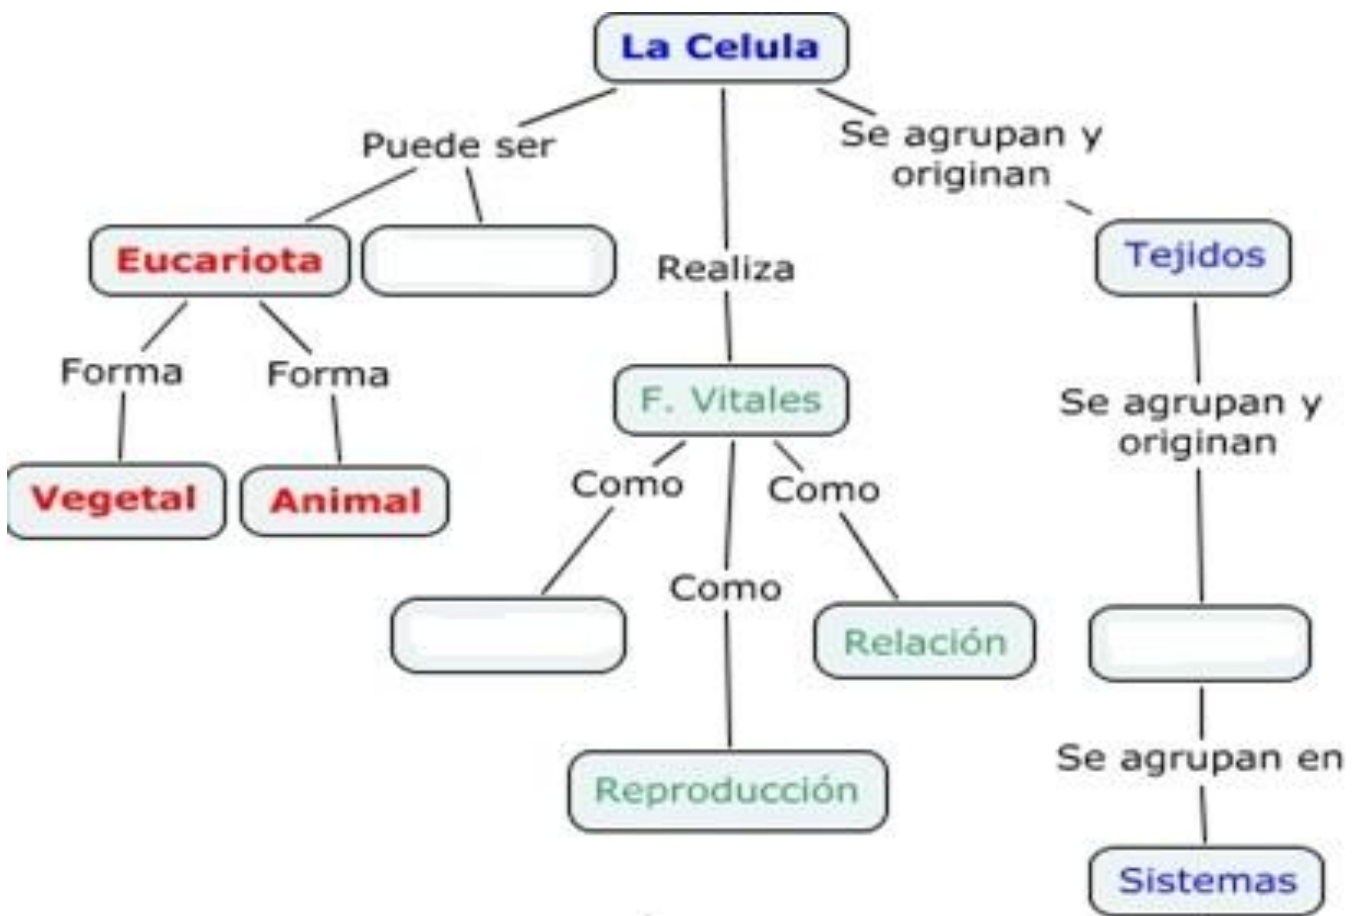 La Celula
Puede ser
Se agrupan y
originan
Eucariota
Realiza
Tejidos
Forma
Forma
F. Vitales
Se agrupan y
originan
Vegetal
Animal
Como
Como
Como
Relación
Reproducción
Se agrupan en
Sistemas